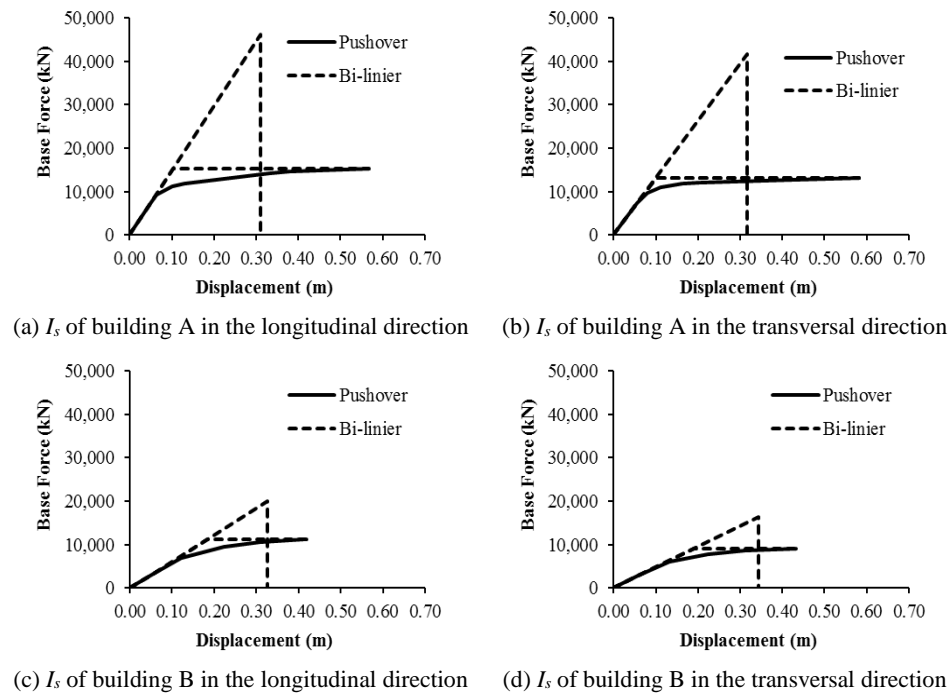 50,000
40,000
30,000
20,000
10,000
0
Base Force (kN)
Pushover
Bi-linier
0.00 0.10 0.20 0.30 0.40 0.50 0.60 0.70
Displacement (m)
(a) Is of building A in the longitudinal direction
50,000
40,000
30,000
20,000
10,000
0
Base Force (kN)
Pushover
Bi-linier
0.00 0.10 0.20 0.30 0.40 0.50 0.60 0.70
Displacement (m)
(b) Is of building A in the transversal direction
50,000
40,000
30,000
20,000
10,000
0
Base Force (kN)
Pushover
Bi-linier
0.00 0.10 0.20 0.30 0.40 0.50 0.60 0.70
Displacement (m)
(c) Is of building B in the longitudinal direction
50,000
40,000
30,000
20,000
10,000
0
Base Force (kN)
Pushover
Bi-linier
0.00 0.10 0.20 0.30 0.40 0.50 0.60 0.70
Displacement (m)
(d) Is of building B in the transversal direction